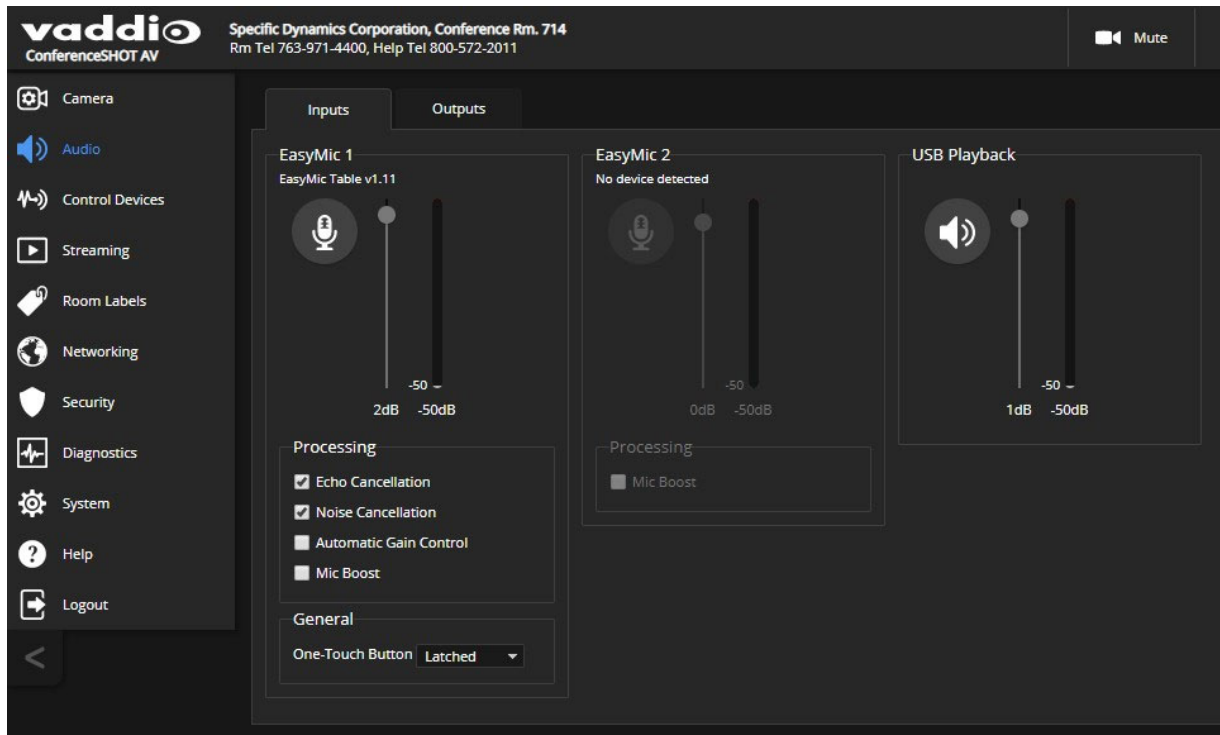 vaddio
ConferenceSHOT AV
Specific Dynamics Corporation, Conference Rm. 714
Rm Tel 763-971-4400, Help Tel 800-572-2011
Mute
Camera
Audio
Control Devices
Streaming
Room Labels
Networking
Security
Diagnostics
System
Help
Logout
<
Inputs Outputs
EasyMic 1
EasyMic Table v1.11
-50
2dB -50dB
Processing
Echo Cancellation
Noise Cancellation
Automatic Gain Control
Mic Boost
General
One-Touch Button Latched
EasyMic 2
No device detected
-50
0dB -50dB
Processing
Mic Boost
USB Playback
-50
1dB -50dB